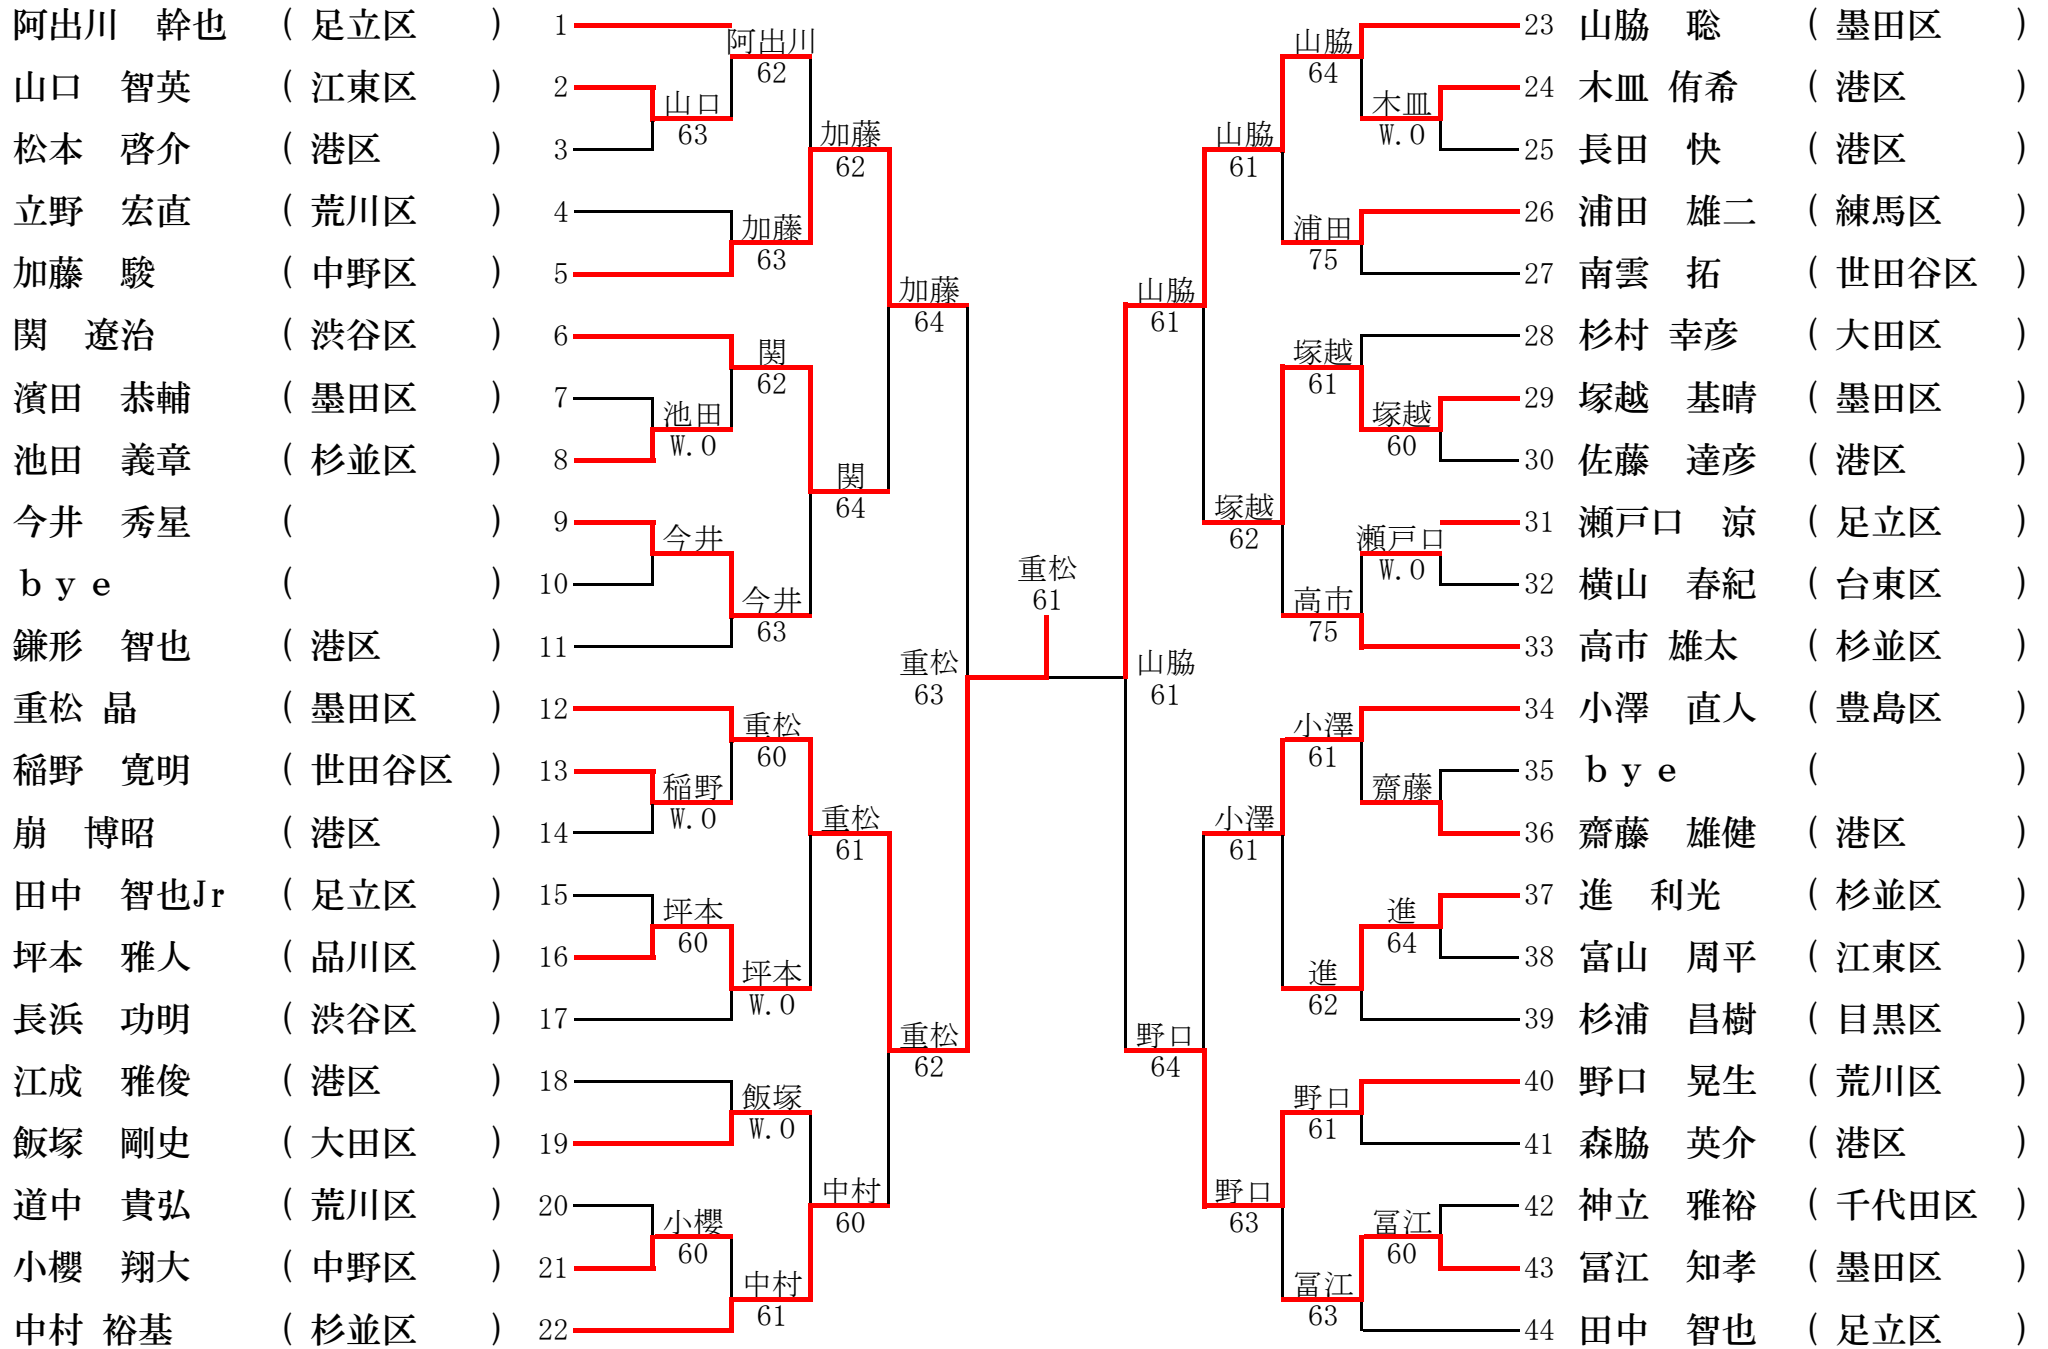 阿出川　幹也　( 足立区 ) 1
山口　智英　( 江東区 ) 2
松本　啓介　( 港区 ) 3
立野　宏直　( 荒川区 ) 4
加藤　駿　( 中野区 ) 5
関　遼治　( 渋谷区 ) 6
濱田　恭輔　( 墨田区 ) 7
池田　義章　( 杉並区 ) 8
今井　秀星　( ) 9
ｂｙｅ　( ) 10
鎌形　智也　( 港区 ) 11
重松 晶　( 墨田区 ) 12
稲野　寛明　( 世田谷区 ) 13
崩　博昭　( 港区 ) 14
田中　智也Jr　( 足立区 ) 15
坪本　雅人　( 品川区 ) 16
長浜　功明　( 渋谷区 ) 17
江成　雅俊　( 港区 ) 18
飯塚　剛史　( 大田区 ) 19
道中　貴弘　( 荒川区 ) 20
小櫻　翔大　( 中野区 ) 21
中村 裕基　( 杉並区 ) 22
山口
63
池田
W.O
今井
稲野
W.O
坪本
60
小櫻
60
阿出川
62
加藤
63
関
62
今井
63
重松
60
坪本
W.O
飯塚
W.O
中村
61
加藤
62
関
64
重松
61
中村
60
加藤
64
重松
62
重松
63
重松
61
山脇
61
山脇
61
野口
64
山脇
61
塚越
62
小澤
61
野口
63
山脇
64
浦田
75
塚越
61
高市
75
小澤
61
進
62
野口
61
冨江
63
木皿
W.O
塚越
60
瀬戸口
W.O
齋藤
進
64
冨江
60
23 山脇　聡　( 墨田区 )
24 木皿 侑希　( 港区 )
25 長田　快　( 港区 )
26 浦田　雄二　( 練馬区 )
27 南雲　拓　( 世田谷区 )
28 杉村 幸彦　( 大田区 )
29 塚越　基晴　( 墨田区 )
30 佐藤　達彦　( 港区 )
31 瀬戸口　涼　( 足立区 )
32 横山　春紀　( 台東区 )
33 高市 雄太　( 杉並区 )
34 小澤　直人　( 豊島区 )
35 ｂｙｅ　( )
36 齋藤　雄健　( 港区 )
37 進　利光　( 杉並区 )
38 富山　周平　( 江東区 )
39 杉浦　昌樹　( 目黒区 )
40 野口　晃生　( 荒川区 )
41 森脇　英介　( 港区 )
42 神立　雅裕　( 千代田区 )
43 冨江　知孝　( 墨田区 )
44 田中　智也　( 足立区 )